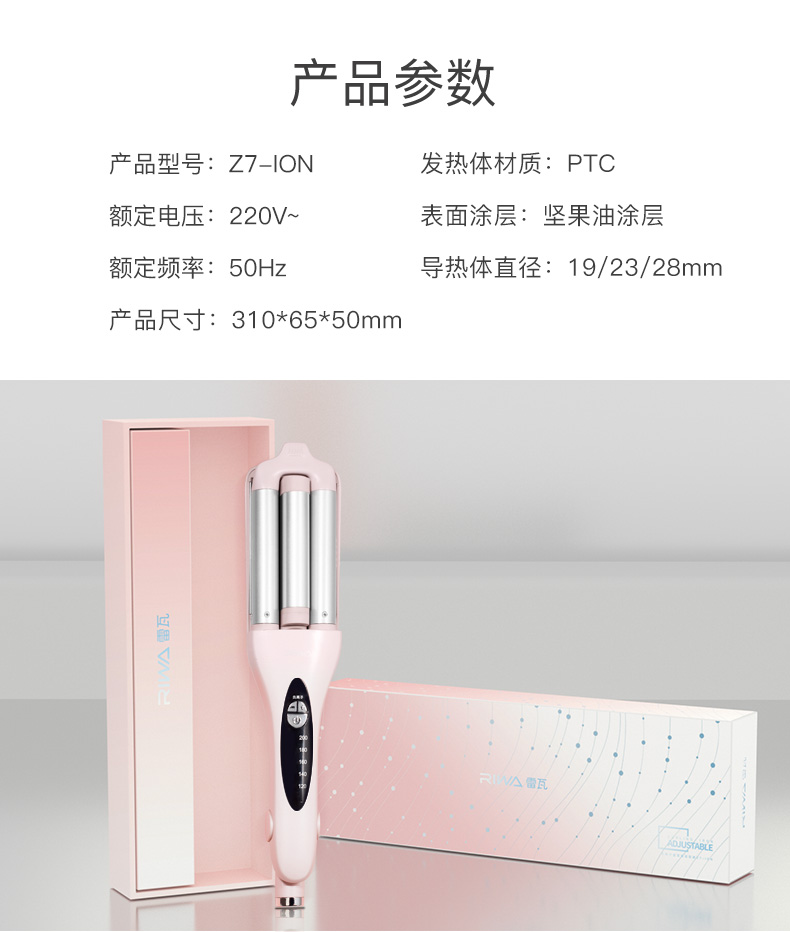 产品参数
产品型号：Z7-ION
发热体材质：PTC
额定电压：220V~
表面涂层：坚果油涂层
额定频率：50Hz
导热体直径：19/23/28mm
产品尺寸：310*65*50mm
RIWA 雷瓦
负离子
200
180
160
140
120
RIWA 雷瓦
ADJUSTABLE